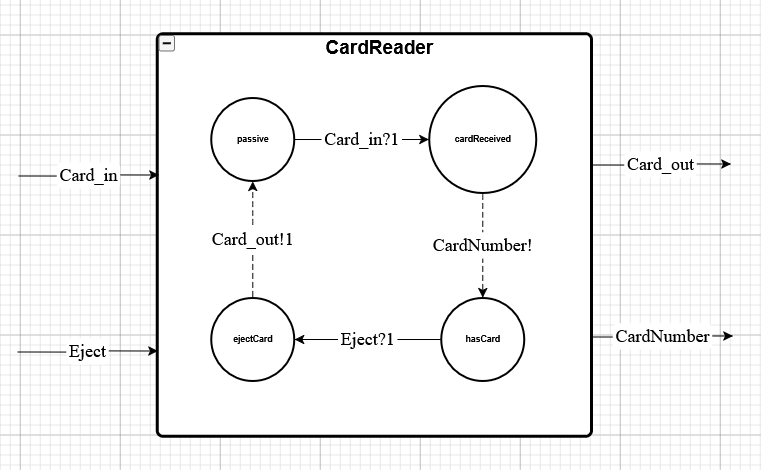 CardReader
passive
Card_in?1
cardReceived
Card_in
Card_out
Card_out!1
CardNumber!
ejectCard
Eject?1
hasCard
Eject
CardNumber